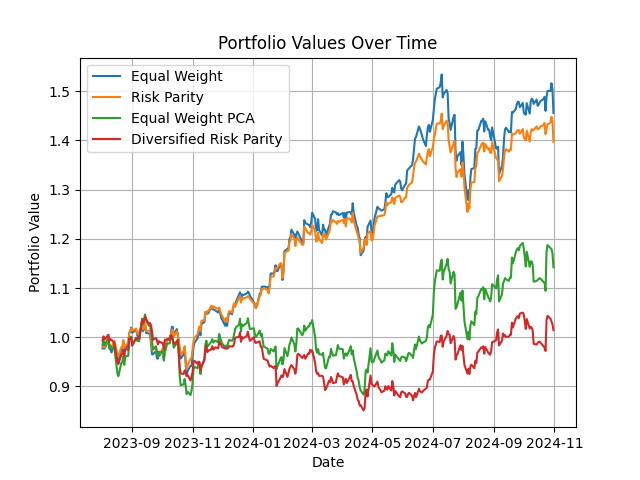 Portfolio Values Over Time
Equal Weight
Risk Parity
Equal Weight PCA
Diversified Risk Parity
Portfolio Value
1.5
1.4
1.3
1.2
1.1
1.0
0.9
2023-09 2023-11 2024-01 2024-03 2024-05 2024-07 2024-09 2024-11
Date